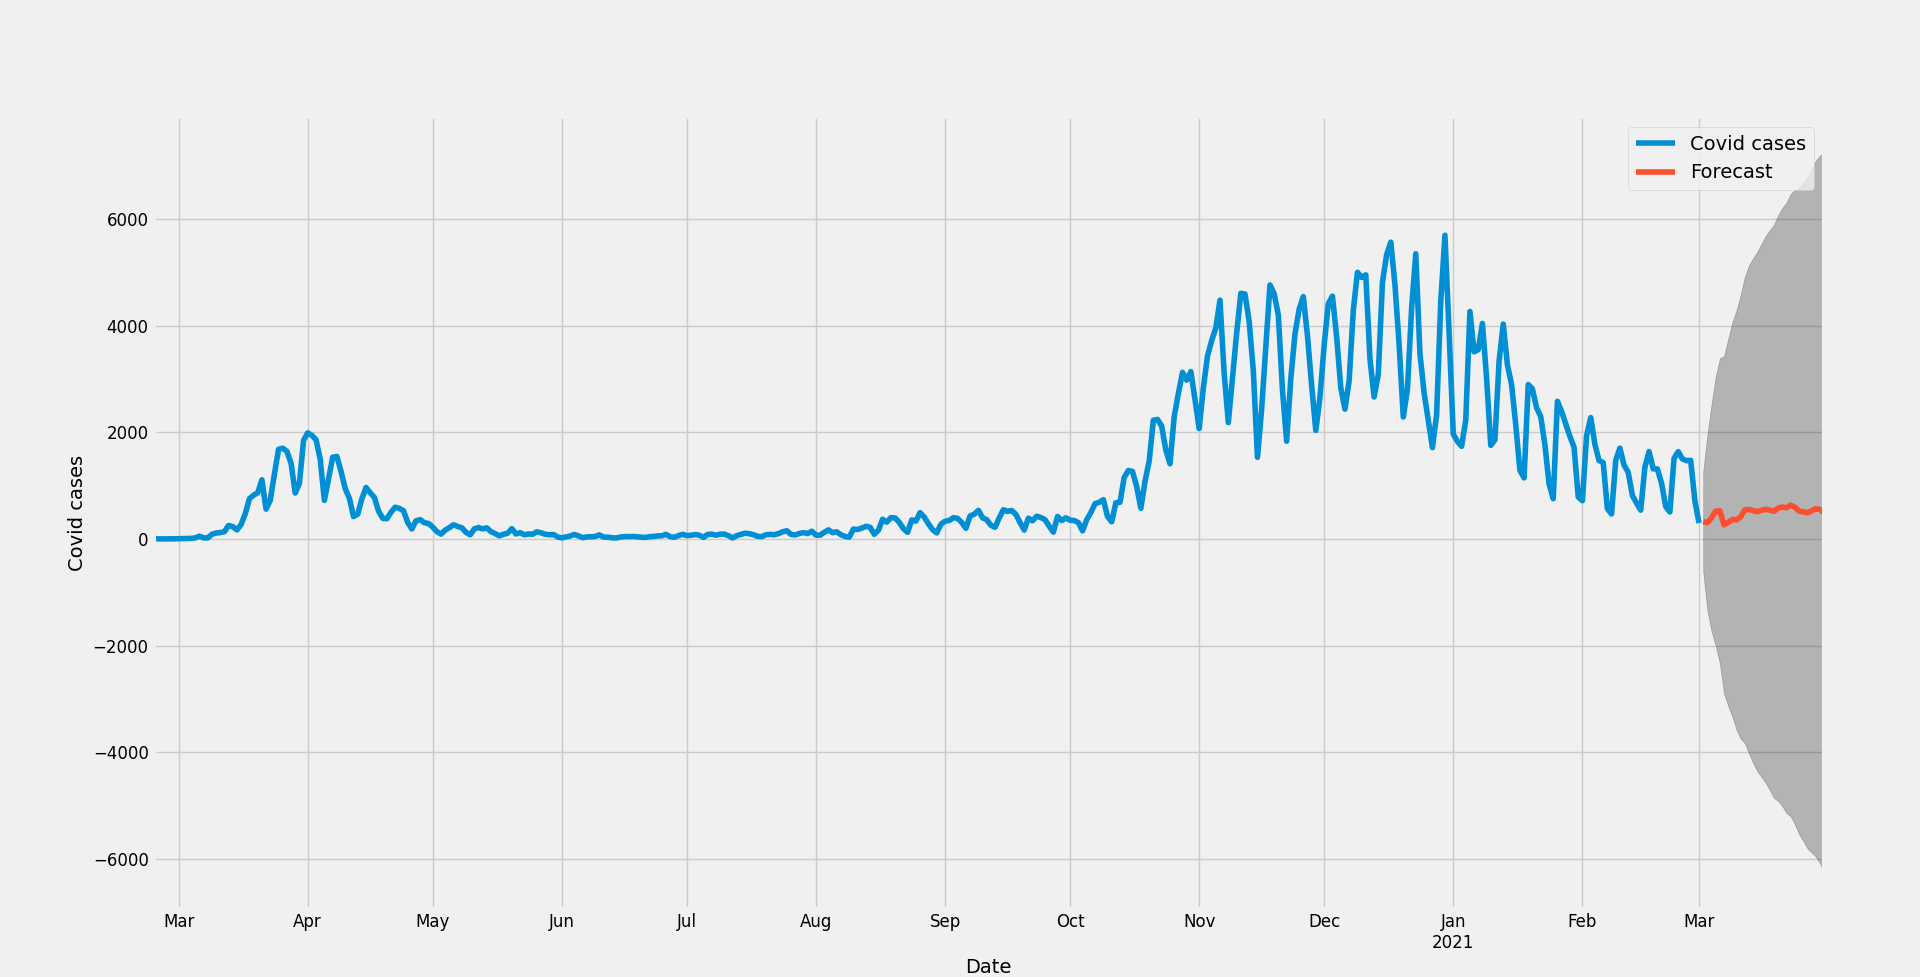 Covid cases
Forecast
6000
4000
2000
0
−2000
−4000
−6000
Covid cases
Mar Apr May Jun Jul Aug Sep Oct Nov Dec Jan Feb Mar
2021
Date